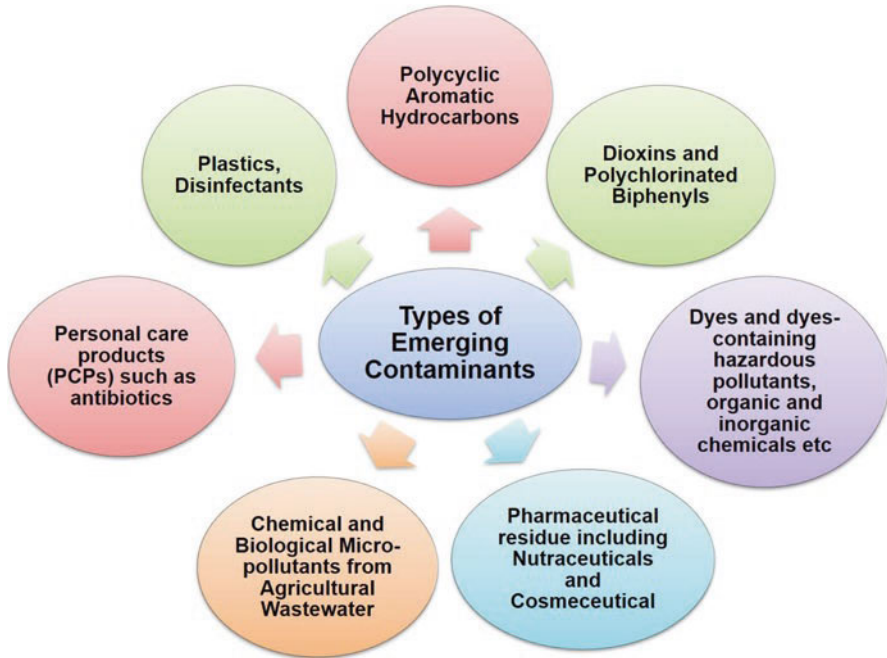 Polycyclic
Aromatic
Hydrocarbons
Dioxins and
Polychlorinated
Biphenyls
Dyes and dyes-
containing
hazardous
pollutants,
organic and
inorganic
chemicals etc
Pharmaceutical
residue including
Nutraceuticals
and
Cosmeceutical
Chemical and
Biological Micro-
pollutants from
Agricultural
Wastewater
Personal care
products
(PCPs) such as
antibiotics
Plastics,
Disinfectants
Types of
Emerging
Contaminants